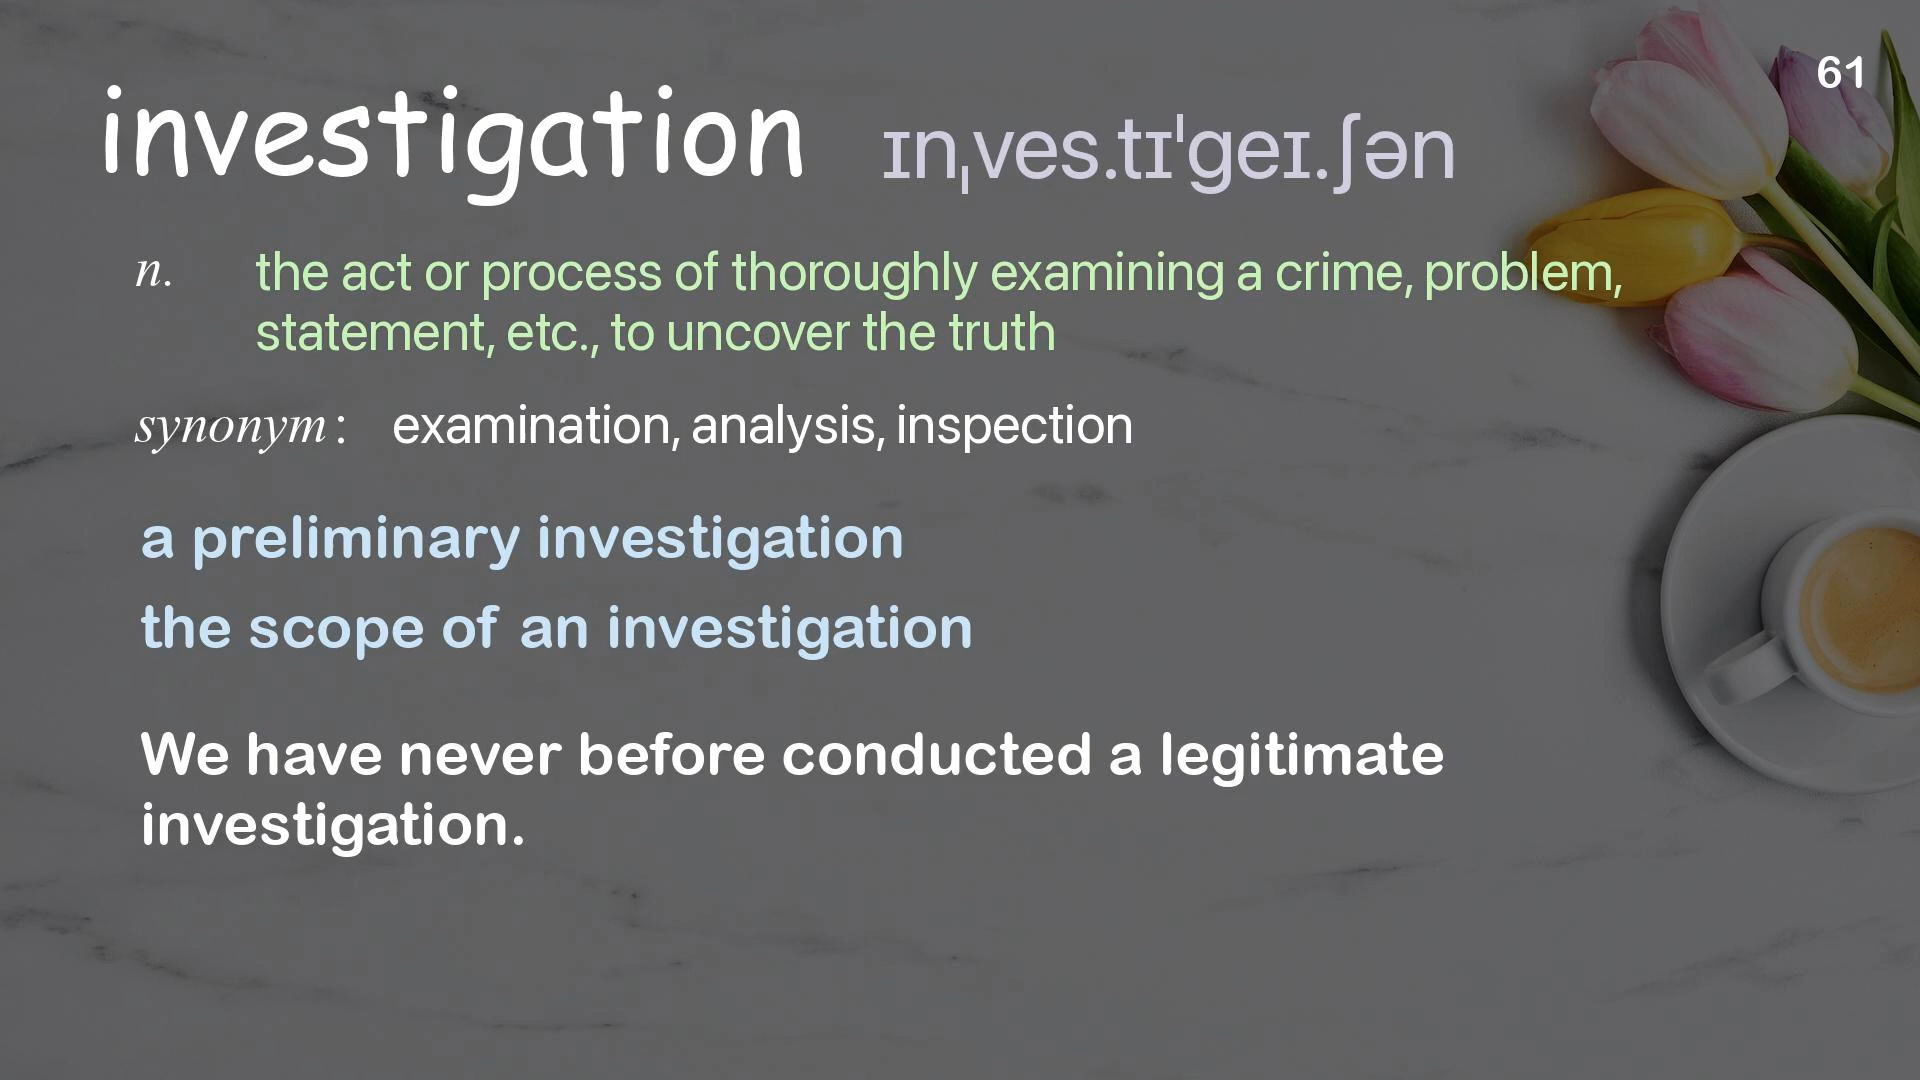 61
investigation ɪnˌves.tɪˈgeɪ.ʃən
n. the act or process of thoroughly examining a crime, problem,
statement, etc., to uncover the truth
synonym : examination, analysis, inspection
a preliminary investigation
the scope of an investigation
We have never before conducted a legitimate
investigation.